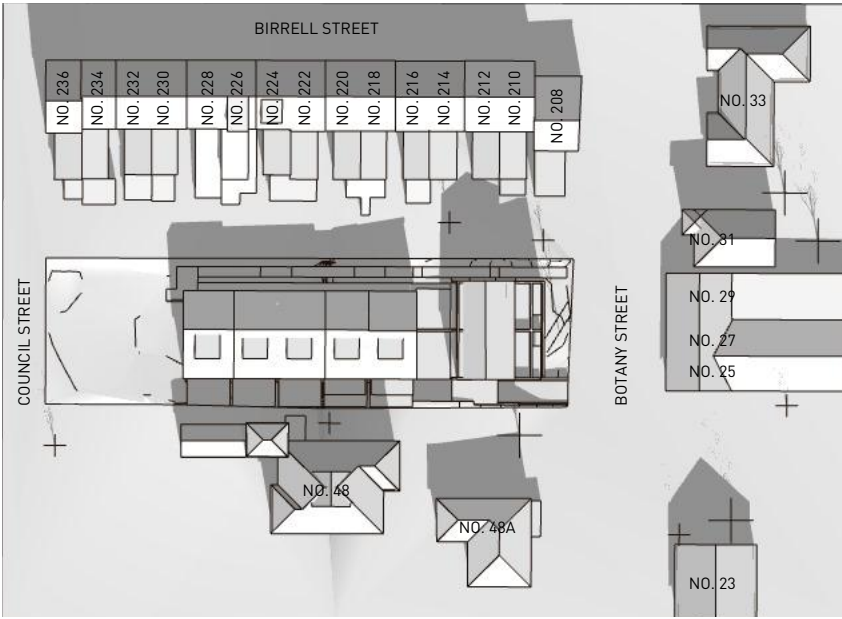 BIRRELL STREET
NO. 236
NO. 234
NO. 232
NO. 230
NO. 228
NO. 226
NO. 224
NO. 222
NO. 220
NO. 218
NO. 216
NO. 214
NO. 212
NO. 210
NO. 208
NO. 33
NO. 31
COUNCIL STREET
BOTANY STREET
NO. 29
NO. 27
NO. 25
NO. 48
NO. 48A
NO. 23